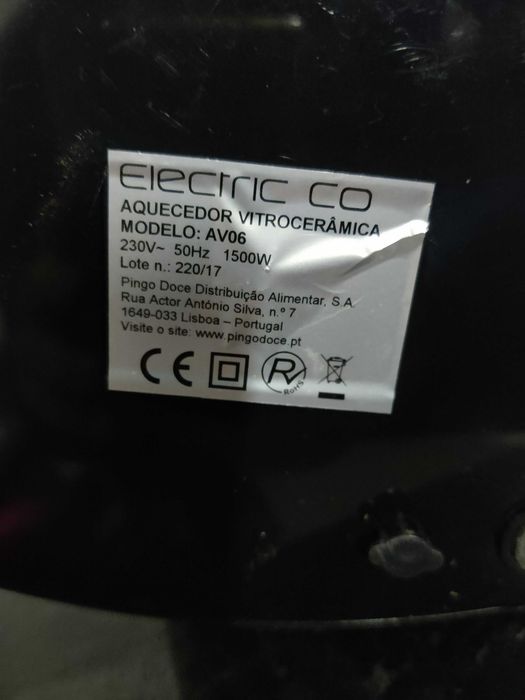 Electric co
AQUECEDOR VITROCERÂMICA
MODELO: AV06
230V~ 50Hz 1500W
Lote n.: 220/17
Pingo Doce Distribuição Alimentar, S.A.
Rua Actor António Silva, n.º 7
1649-033 Lisboa – Portugal
Visite o site: www.pingodoce.pt
CE RoHS